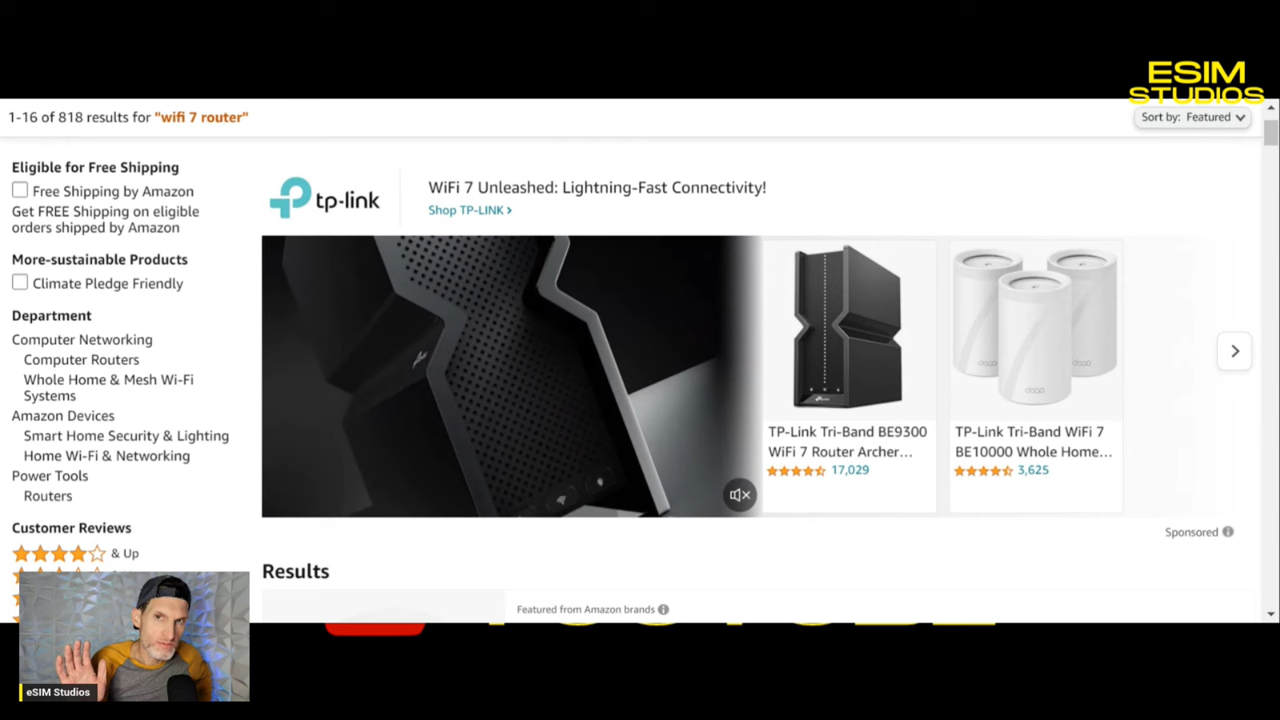 ESIM
STUDIOS
1-16 of 818 results for "wifi 7 router"
Sort by: Featured
Eligible for Free Shipping
Free Shipping by Amazon
Get FREE Shipping on eligible
orders shipped by Amazon
More-sustainable Products
Climate Pledge Friendly
Department
Computer Networking
Computer Routers
Whole Home & Mesh Wi-Fi
Systems
Amazon Devices
Smart Home Security & Lighting
Home Wi-Fi & Networking
Power Tools
Routers
Customer Reviews
& Up
tp-link
WiFi 7 Unleashed: Lightning-Fast Connectivity!
Shop TP-LINK ›
TP-Link Tri-Band BE9300
WiFi 7 Router Archer…
17,029
deco
TP-Link Tri-Band WiFi 7
BE10000 Whole Home…
3,625
Sponsored
Results
Featured from Amazon brands
eSIM Studios